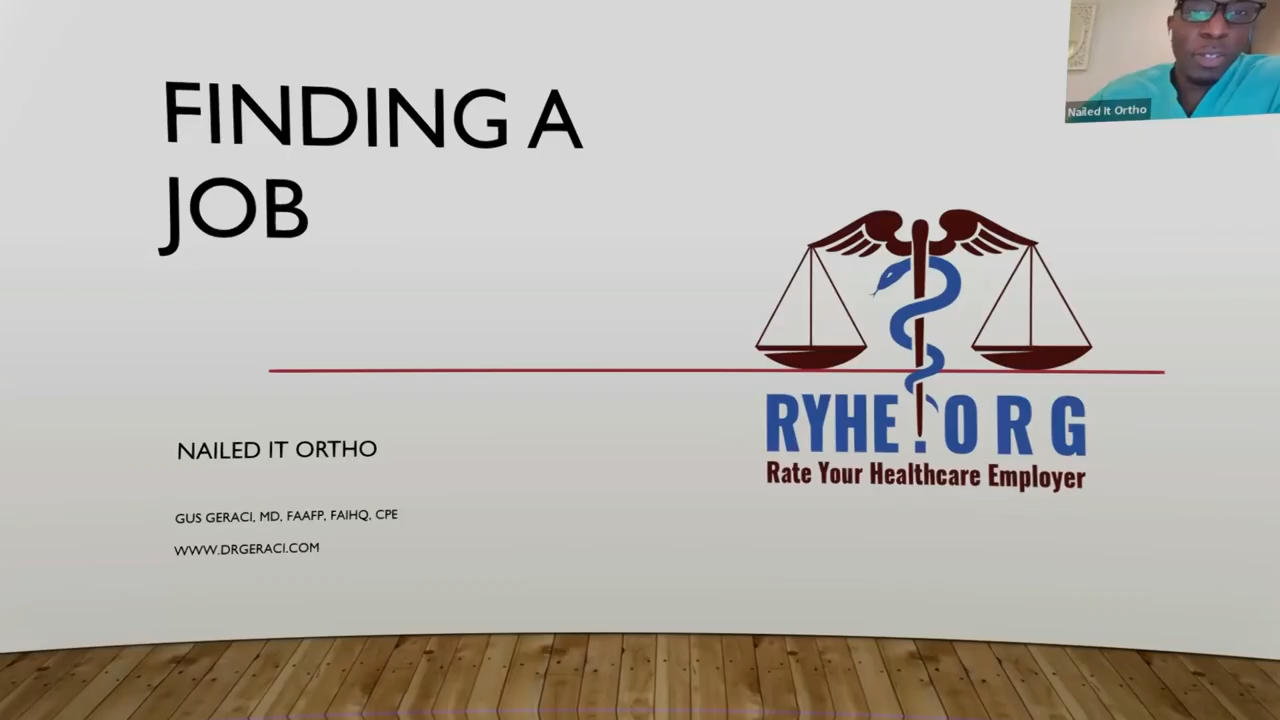 FINDING A
JOB
Nailed It Ortho
RYHE.ORG
Rate Your Healthcare Employer
NAILED IT ORTHO
GUS GERACI, MD, FAAFP, FAIHQ, CPE
WWW.DRGERACI.COM